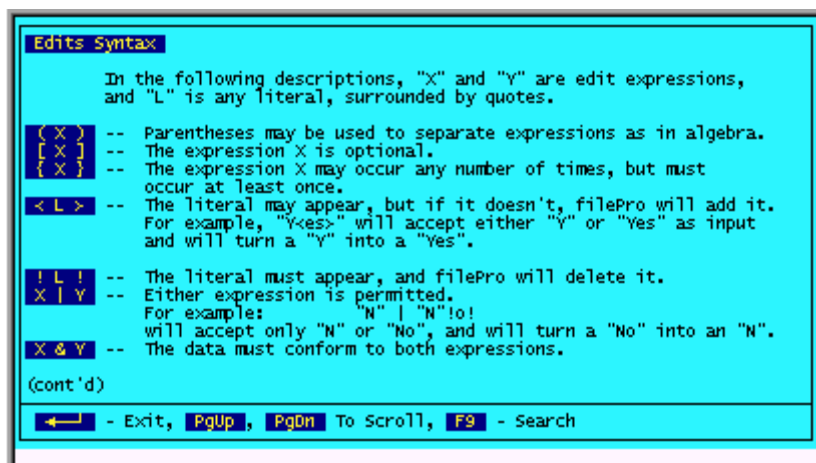 Edits Syntax
In the following descriptions, "X" and "Y" are edit expressions,
and "L" is any literal, surrounded by quotes.
( X ) -- Parentheses may be used to separate expressions as in algebra.
[ X ] -- The expression X is optional.
{ X } -- The expression X may occur any number of times, but must
occur at least once.
< L > -- The literal may appear, but if it doesn't, filePro will add it.
For example, "Y<es>" will accept either "Y" or "Yes" as input
and will turn a "Y" into a "Yes".
! L ! -- The literal must appear, and filePro will delete it.
X | Y -- Either expression is permitted.
For example: "N" | "N"!o!
will accept only "N" or "No", and will turn a "No" into an "N".
X & Y -- The data must conform to both expressions.
(cont'd)
- Exit, PgUp , PgDn To Scroll, F9 - Search